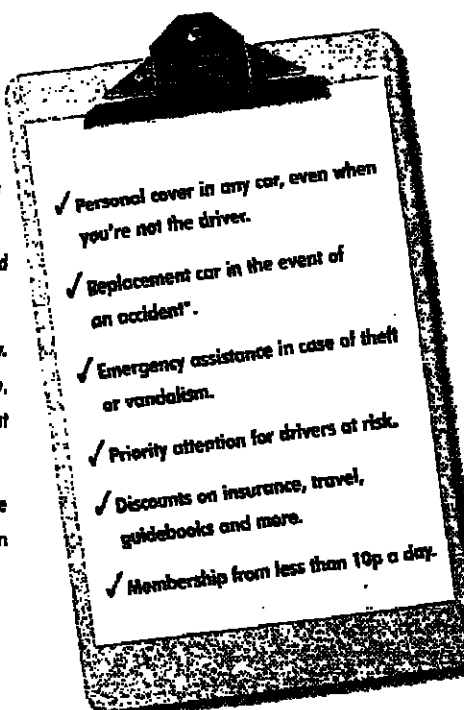 ✓ Personal cover in any car, even when
you're not the driver.
✓ Replacement car in the event of
an accident*.
✓ Emergency assistance in case of theft
or vandalism.
✓ Priority attention for drivers at risk.
✓ Discounts on insurance, travel,
guidebooks and more.
✓ Membership from less than 10p a day.